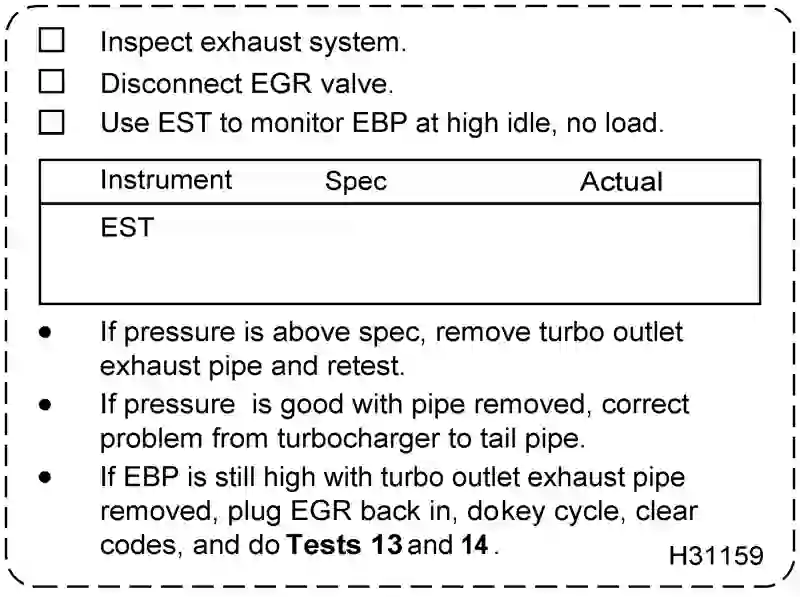 Inspect exhaust system.
Disconnect EGR valve.
Use EST to monitor EBP at high idle, no load.
Instrument Spec Actual
EST
• If pressure is above spec, remove turbo outlet
exhaust pipe and retest.
• If pressure is good with pipe removed, correct
problem from turbocharger to tail pipe.
• If EBP is still high with turbo outlet exhaust pipe
removed, plug EGR back in, dokey cycle, clear
codes, and do Tests 13 and 14.
H31159